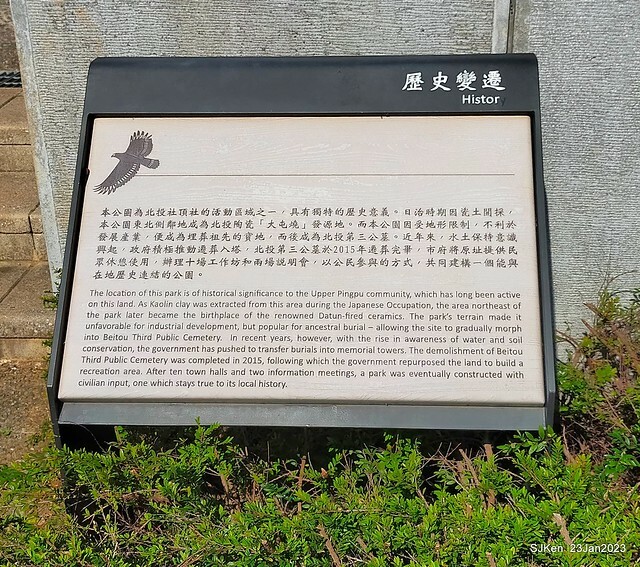 歷史變遷
Histor
本公園為北投社頂社的活動區域之一，具有獨特的歷史意義。日治時期因瓷土開採，
本公園東北側鄰地成為北投陶瓷「大屯燒」發源地。而本公園因受地形限制，不利於
發展產業，便成為埋葬祖先的寶地，而後成為北投第三公墓。近年來，水土保持意識
興起，政府積極推動遷葬入塔，北投第三公墓於2015年遷葬完畢，市府將原址提供民
眾休憩使用，辦理十場工作坊和兩場說明會，以公民參與的方式，共同建構一個能與
在地歷史連結的公園。
The location of this park is of historical significance to the Upper Pingpu community, which has long been active
on this land. As Kaolin clay was extracted from this area during the Japanese Occupation, the area northeast of
the park later became the birthplace of the renowned Datun-fired ceramics. The park's terrain made it
unfavorable for industrial development, but popular for ancestral burial – allowing the site to gradually morph
into Beitou Third Public Cemetery. In recent years, however, with the rise in awareness of water and soil
conservation, the government has pushed to transfer burials into memorial towers. The demolishment of Beitou
Third Public Cemetery was completed in 2015, following which the government repurposed the land to build a
recreation area. After ten town halls and two information meetings, a park was eventually constructed with
civilian input, one which stays true to its local history.
SJKen 23Jan2023